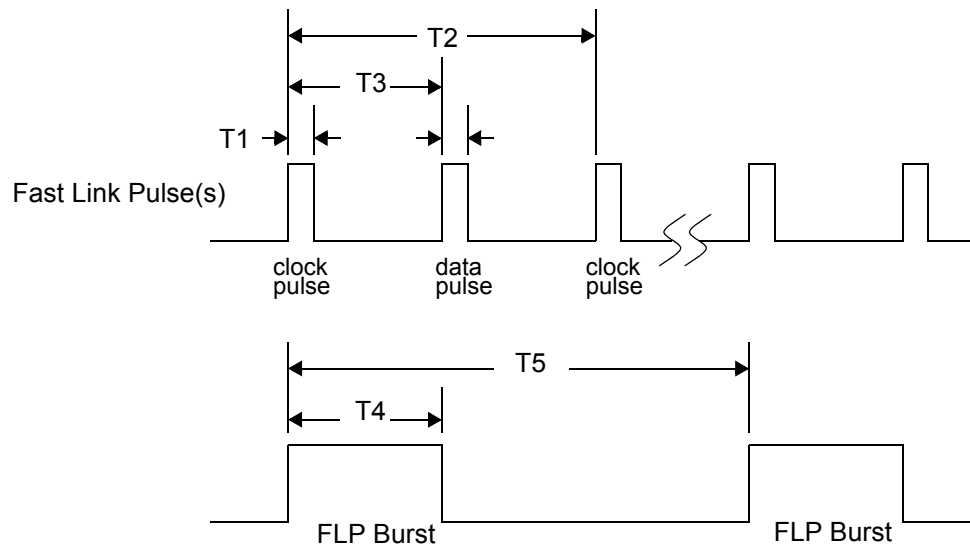 T2
T3
T1
Fast Link Pulse(s)
clock
pulse
data
pulse
clock
pulse
T5
T4
FLP Burst
FLP Burst